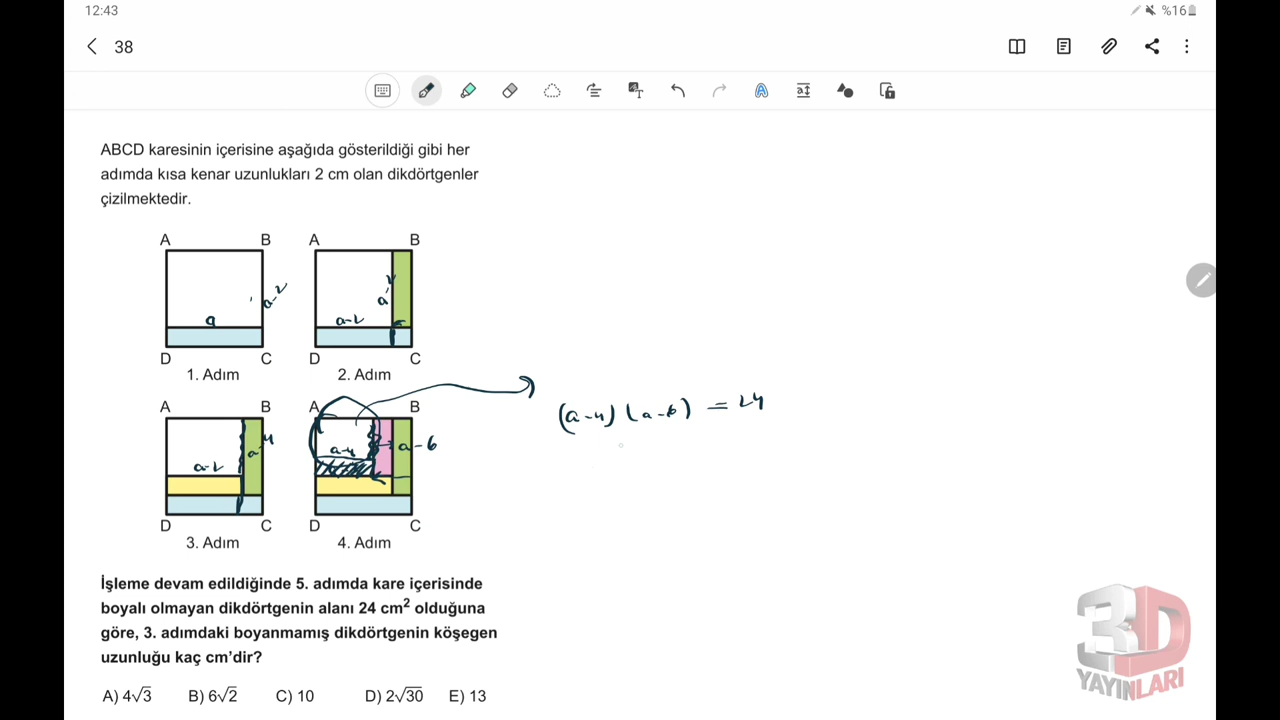 12:43
%16
38
ABCD karesinin içerisine aşağıda gösterildiği gibi her
adımda kısa kenar uzunlukları 2 cm olan dikdörtgenler
çizilmektedir.
A B A B
a-2
a-2
a a-2
D C D C
1. Adım 2. Adım
A B A B
(a-4)(a-6) = 24
a-4 a-4 a-6
a-2
D C D C
3. Adım 4. Adım
İşleme devam edildiğinde 5. adımda kare içerisinde
boyalı olmayan dikdörtgenin alanı 24 cm² olduğuna
göre, 3. adımdaki boyanmamış dikdörtgenin köşegen
uzunluğu kaç cm'dir?
A) 4√3 B) 6√2 C) 10 D) 2√30 E) 13
3D
YAYINLARI